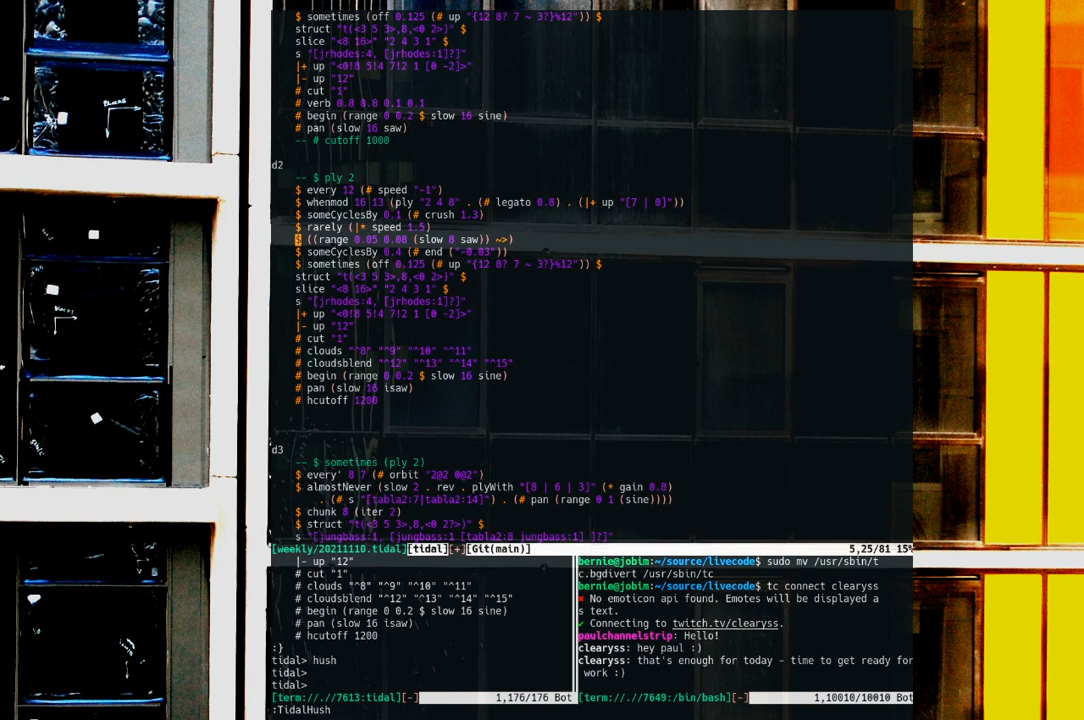 $ sometimes (off 0.125 (# up "{12 8? 7 ~ 3?}%12")) $
struct "t(<3 5 3>,8,<0 2>)" $
slice "<8 16>" "2 4 3 1" $
s "[jrhodes:4, [jrhodes:1]?]"
|+ up "<0!8 5!4 7!2 1 [0 -2]>"
|- up "12"
# cut "1"
# verb 0.8 0.8 0.1 0.1
# begin (range 0 0.2 $ slow 16 sine)
# pan (slow 16 saw)
-- # cutoff 1000
d2
-- $ ply 2
$ every 12 (# speed "-1")
$ whenmod 16 13 (ply "2 4 8" . (# legato 0.8) . (|+ up "[7 | 0]"))
$ someCyclesBy 0.1 (# crush 1.3)
$ rarely (|* speed 1.5)
$ ((range 0.05 0.08 (slow 8 saw)) ~>)
$ someCyclesBy 0.4 (# end ("-0.03"))
$ sometimes (off 0.125 (# up "{12 8? 7 ~ 3?}%12")) $
struct "t(<3 5 3>,8,<0 2>)" $
slice "<8 16>" "2 4 3 1" $
s "[jrhodes:4, [jrhodes:1]?]"
|+ up "<0!8 5!4 7!2 1 [0 -2]>"
|- up "12"
# cut "1"
# clouds "^8" "^9" "^10" "^11"
# cloudsblend "^12" "^13" "^14" "^15"
# begin (range 0 0.2 $ slow 16 sine)
# pan (slow 16 isaw)
# hcutoff 1200
d3
-- $ sometimes (ply 2)
$ every' 8 7 (# orbit "2@2 0@2")
$ almostNever (slow 2 . rev . plyWith "[8 | 6 | 3]" (* gain 0.8)
. (# s "[tabla2:7|tabla2:14]") . (# pan (range 0 1 (sine))))
$ chunk 8 (iter 2)
$ struct "t(<3 5 3>,8,<0 2?>)" $
s "[jungbass:1, [jungbass:1 [tabla2:8 jungbass:1] ]?]"
[weekly/20211110.tidal][tidal][+][Git(main)] 5,25/81 15%
|- up "12"
# cut "1"
# clouds "^8" "^9" "^10" "^11"
# cloudsblend "^12" "^13" "^14" "^15"
# begin (range 0 0.2 $ slow 16 sine)
# pan (slow 16 isaw)
# hcutoff 1200
:}
tidal> hush
tidal>
tidal>
[term://.//7613:tidal][-] 1,176/176 Bot
bernie@jobim:~/source/livecode$ sudo mv /usr/sbin/t
c.bgdivert /usr/sbin/tc
bernie@jobim:~/source/livecode$ tc connect clearyss
✖ No emoticon api found. Emotes will be displayed a
s text.
✔ Connecting to twitch.tv/clearyss.
paulchannelstrip: Hello!
clearyss: hey paul :)
clearyss: that's enough for today - time to get ready for
work :)
[term://.//7649:/bin/bash][-] 1,10010/10010 Bot
:TidalHush